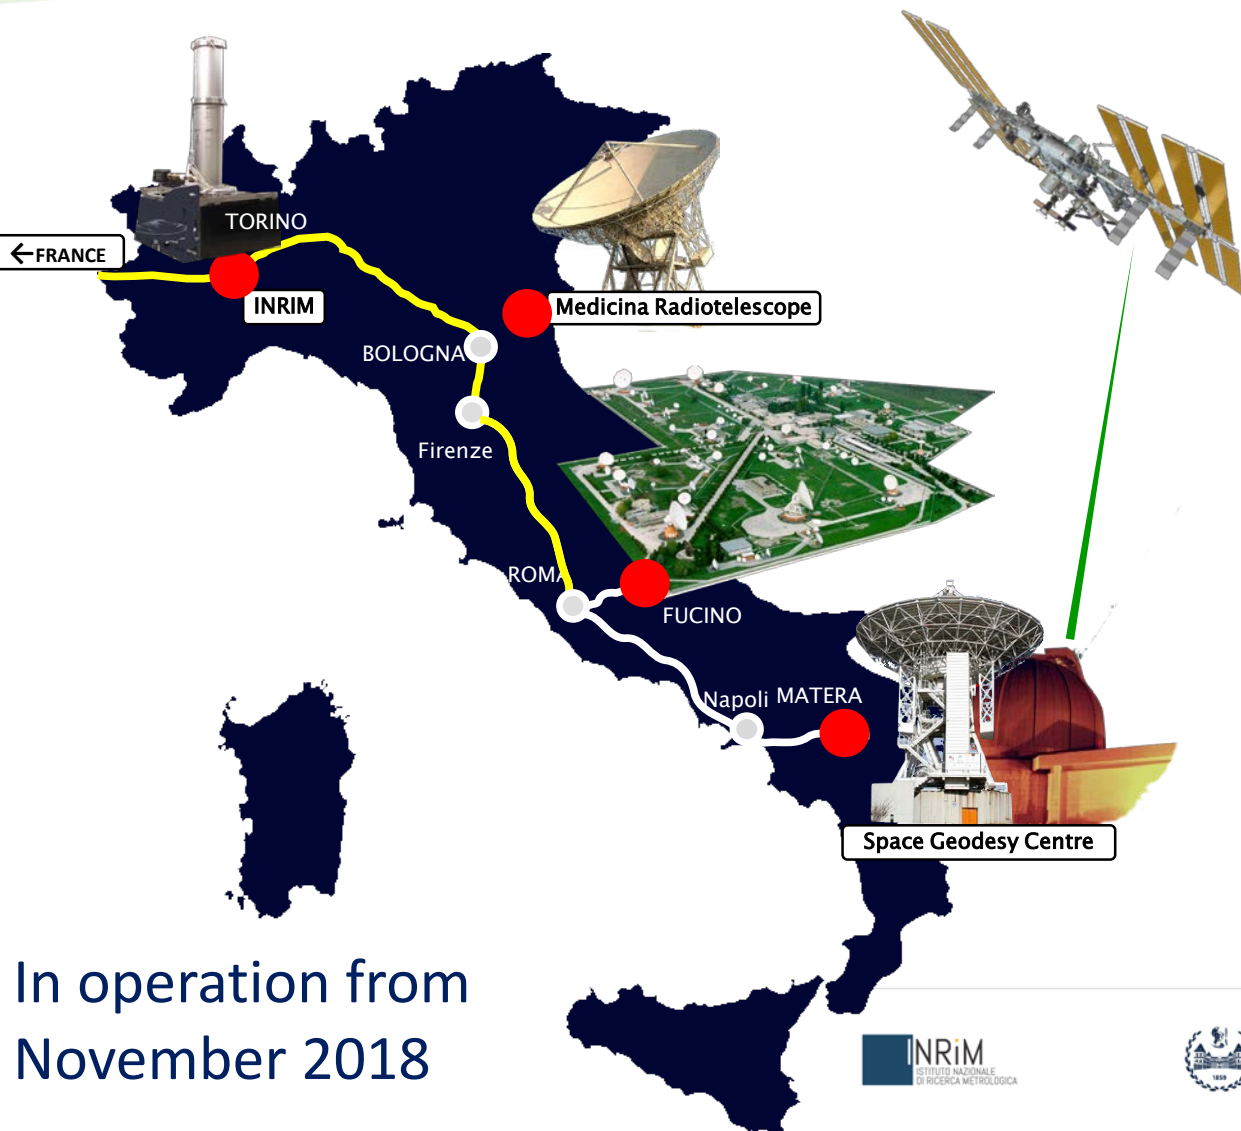 TORINO
←FRANCE
INRIM
Medicina Radiotelescope
BOLOGNA
Firenze
ROMA
FUCINO
Napoli
MATERA
Space Geodesy Centre
In operation from
November 2018
INRiM
ISTITUTO NAZIONALE
DI RICERCA METROLOGICA
1859